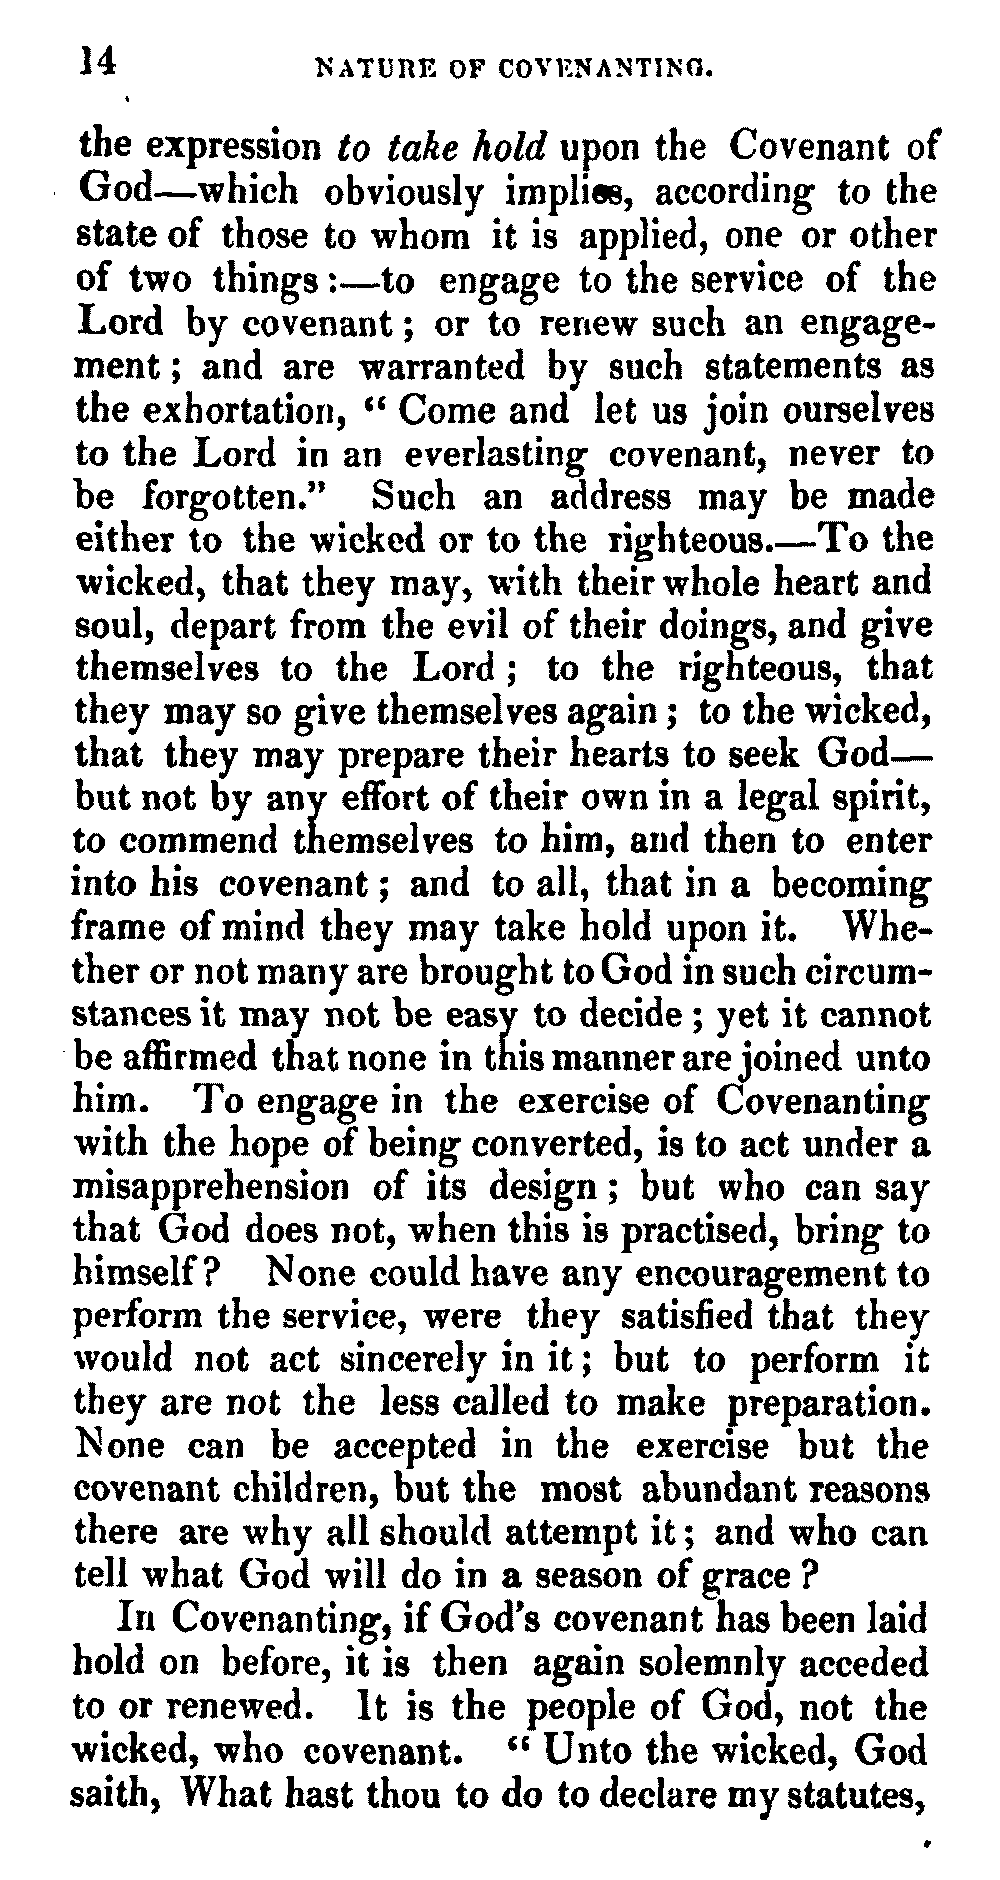 14 NATURE OF COVENANTING.
the expression to take hold upon the Covenant of
God—which obviously implies, according to the
state of those to whom it is applied, one or other
of two things :—to engage to the service of the
Lord by covenant ; or to renew such an engage-
ment ; and are warranted by such statements as
the exhortation, “ Come and let us join ourselves
to the Lord in an everlasting covenant, never to
be forgotten.” Such an address may be made
either to the wicked or to the righteous.—To the
wicked, that they may, with their whole heart and
soul, depart from the evil of their doings, and give
themselves to the Lord ; to the righteous, that
they may so give themselves again ; to the wicked,
that they may prepare their hearts to seek God—
but not by any effort of their own in a legal spirit,
to commend themselves to him, and then to enter
into his covenant ; and to all, that in a becoming
frame of mind they may take hold upon it. Whe-
ther or not many are brought to God in such circum-
stances it may not be easy to decide ; yet it cannot
be affirmed that none in this manner are joined unto
him. To engage in the exercise of Covenanting
with the hope of being converted, is to act under a
misapprehension of its design ; but who can say
that God does not, when this is practised, bring to
himself ? None could have any encouragement to
perform the service, were they satisfied that they
would not act sincerely in it ; but to perform it
they are not the less called to make preparation.
None can be accepted in the exercise but the
covenant children, but the most abundant reasons
there are why all should attempt it ; and who can
tell what God will do in a season of grace ?
In Covenanting, if God's covenant has been laid
hold on before, it is then again solemnly acceded
to or renewed. It is the people of God, not the
wicked, who covenant. “ Unto the wicked, God
saith, What hast thou to do to declare my statutes,